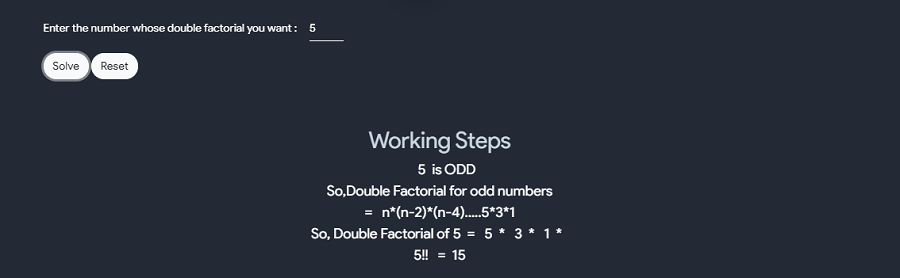 Enter the number whose double factorial you want : 5
Solve Reset
Working Steps
5 is ODD
So,Double Factorial for odd numbers
= n*(n-2)*(n-4).....5*3*1
So, Double Factorial of 5 = 5 * 3 * 1 *
5!! = 15